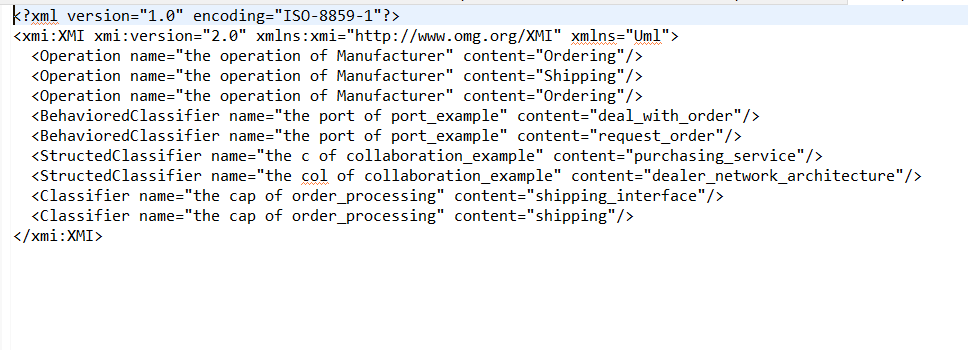 <?xml version="1.0" encoding="ISO-8859-1"?>
<xmi:XMI xmi:version="2.0" xmlns:xmi="http://www.omg.org/XMI" xmlns="Uml">
  <Operation name="the operation of Manufacturer" content="Ordering"/>
  <Operation name="the operation of Manufacturer" content="Shipping"/>
  <Operation name="the operation of Manufacturer" content="Ordering"/>
  <BehavioredClassifier name="the port of port_example" content="deal_with_order"/>
  <BehavioredClassifier name="the port of port_example" content="request_order"/>
  <StructedClassifier name="the c of collaboration_example" content="purchasing_service"/>
  <StructedClassifier name="the col of collaboration_example" content="dealer_network_architecture"/>
  <Classifier name="the cap of order_processing" content="shipping_interface"/>
  <Classifier name="the cap of order_processing" content="shipping"/>
</xmi:XMI>